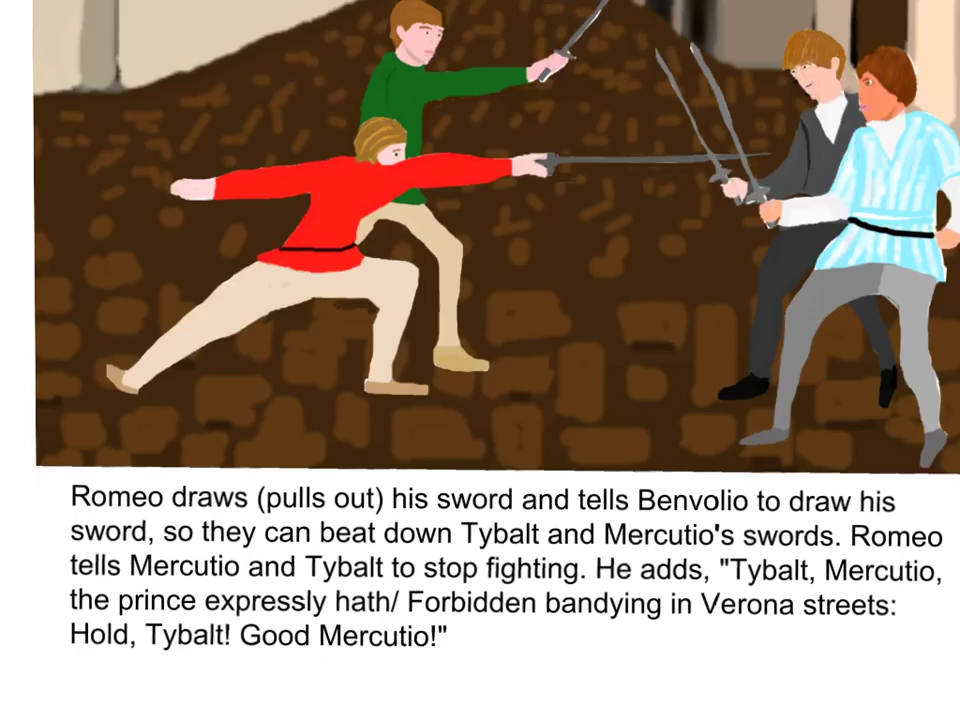 Romeo draws (pulls out) his sword and tells Benvolio to draw his
sword, so they can beat down Tybalt and Mercutio's swords. Romeo
tells Mercutio and Tybalt to stop fighting. He adds, "Tybalt, Mercutio,
the prince expressly hath/ Forbidden bandying in Verona streets:
Hold, Tybalt! Good Mercutio!"